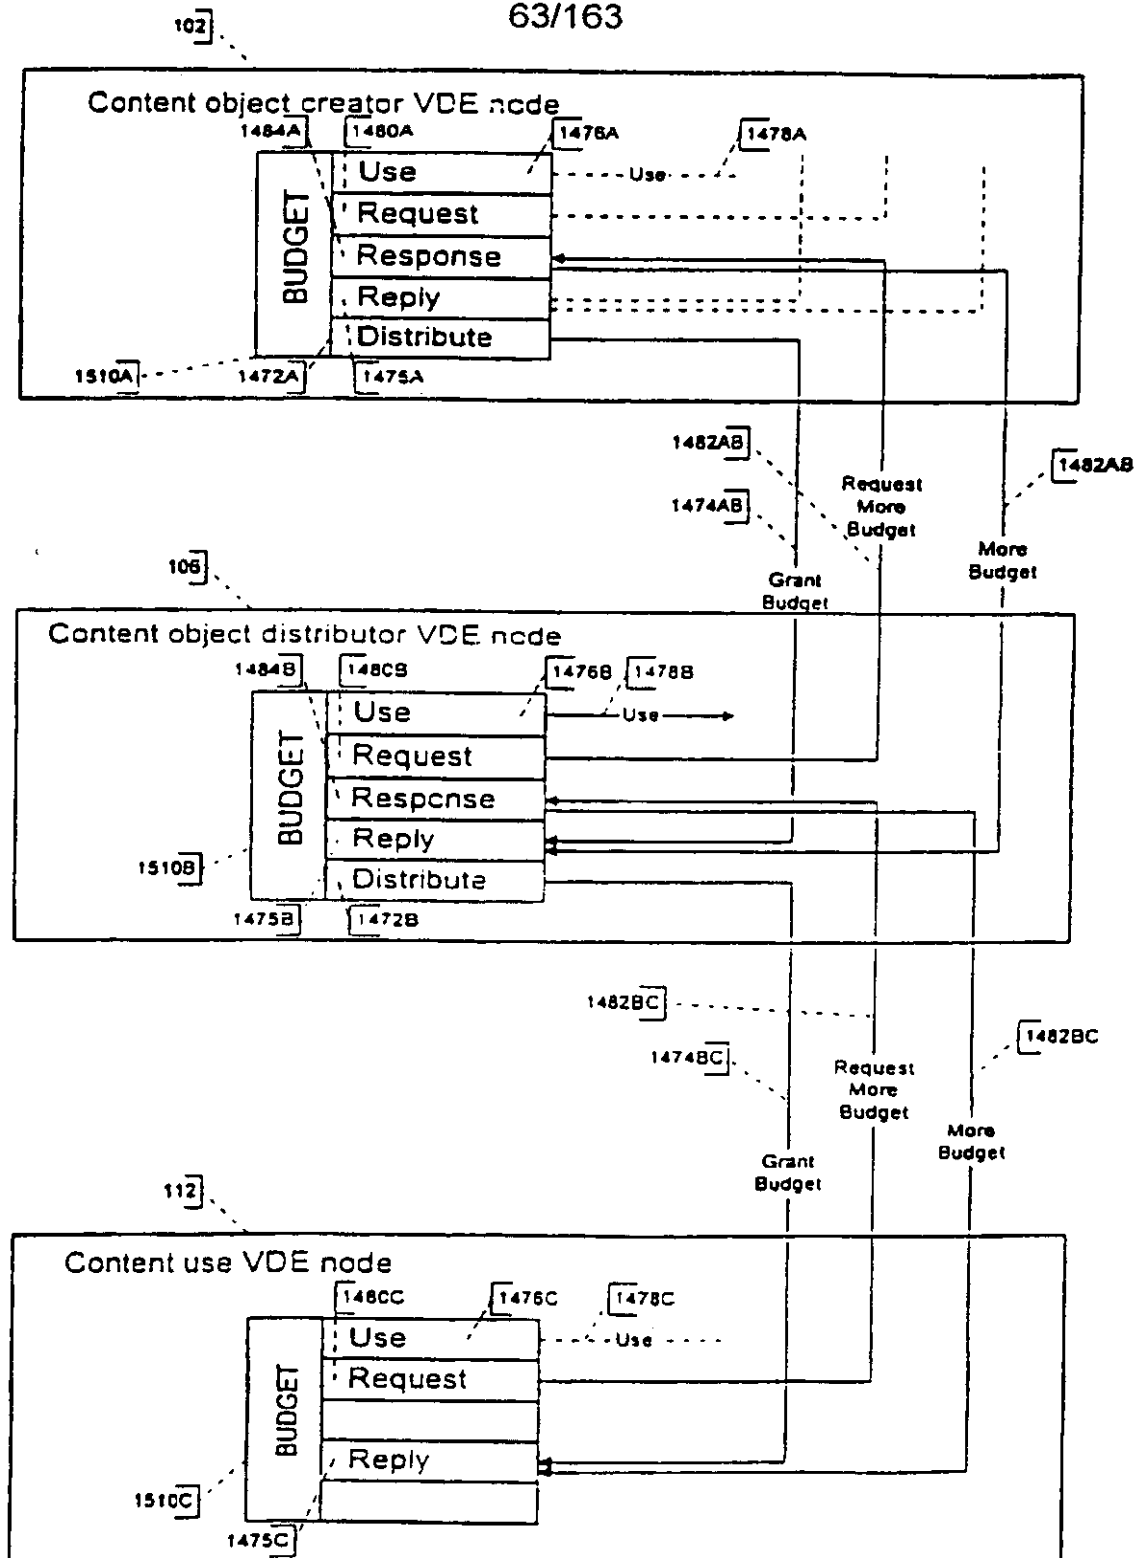 63/163
102
Content object creator VDE node
1484A
1480A
1476A
1478A
BUDGET
Use
Use
Request
Response
Reply
Distribute
1510A
1472A
1475A
1482AB
1482AB
1474AB
Request
More
Budget
More
Budget
Grant
Budget
106
Content object distributor VDE node
1484B
1480B
1476B
1478B
BUDGET
Use
Use
Request
Response
Reply
Distribute
1510B
1475B
1472B
1482BC
1482BC
1474BC
Request
More
Budget
More
Budget
Grant
Budget
112
Content use VDE node
1480C
1476C
1478C
BUDGET
Use
Use
Request
Reply
1510C
1475C